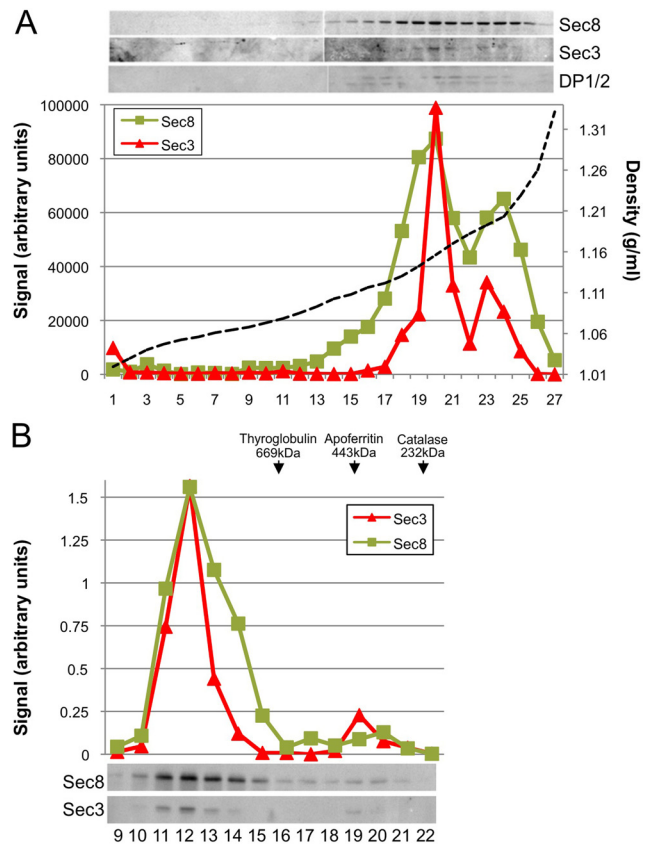 A
Sec8
Sec3
DP1/2
Signal (arbitrary units)
100000
80000
60000
40000
20000
0
Sec8
Sec3
1.31
1.26
1.21
1.16
1.11
1.06
1.01
Density (g/ml)
1 3 5 7 9 11 13 15 17 19 21 23 25 27
B
Thyroglobulin Apoferritin Catalase
669kDa 443kDa 232kDa
Signal (arbitrary units)
1.5
1.25
1
0.75
0.5
0.25
0
Sec3
Sec8
Sec8
Sec3
9 10 11 12 13 14 15 16 17 18 19 20 21 22